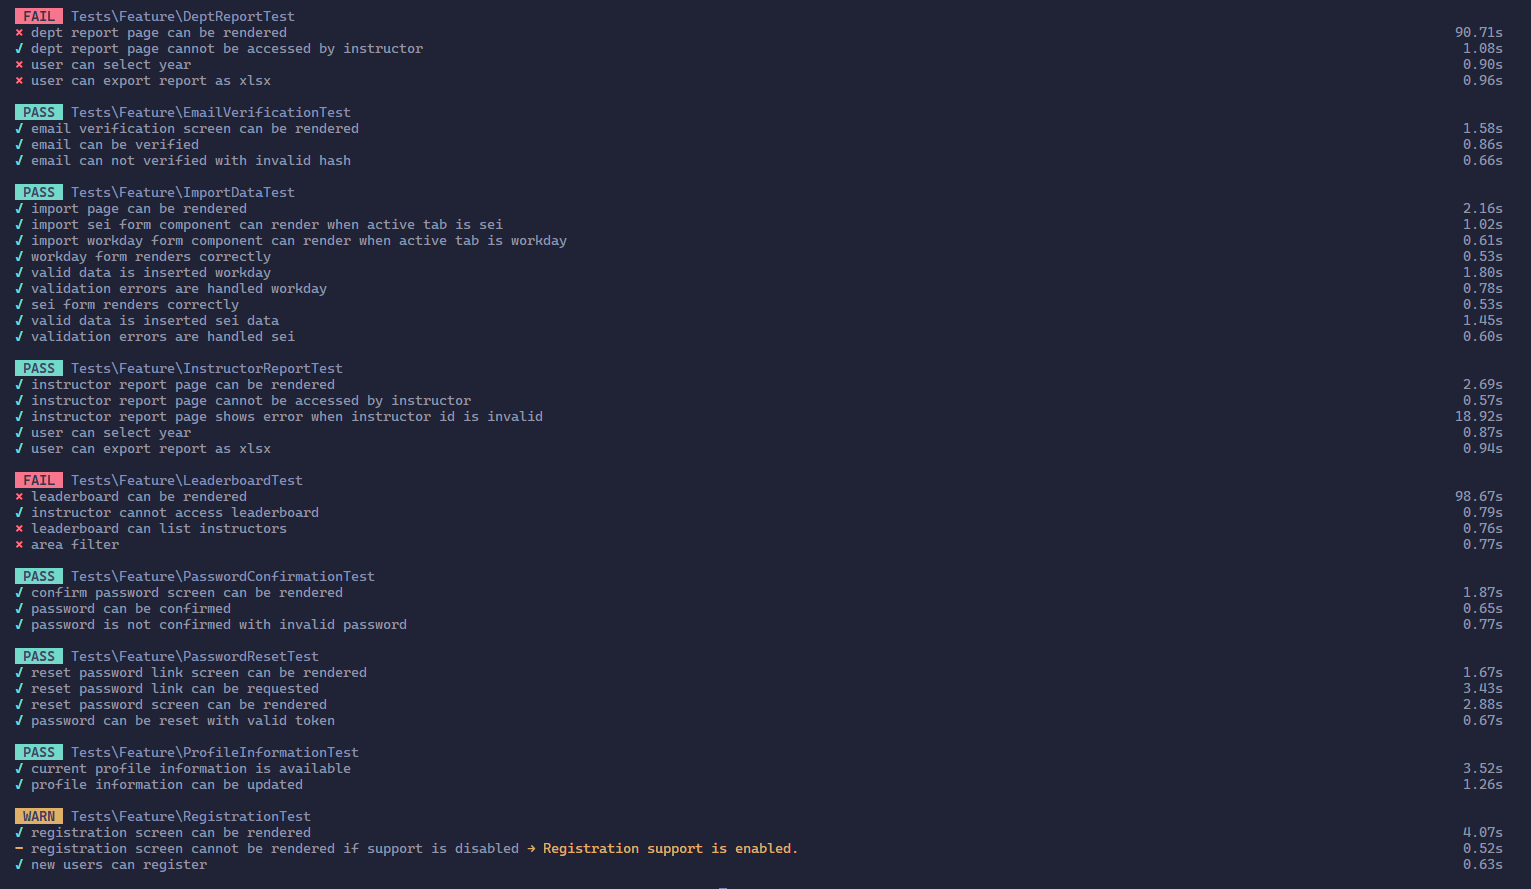 FAIL Tests\Feature\DeptReportTest
⨯ dept report page can be rendered 90.71s
✓ dept report page cannot be accessed by instructor 1.08s
⨯ user can select year 0.90s
⨯ user can export report as xlsx 0.96s
PASS Tests\Feature\EmailVerificationTest
✓ email verification screen can be rendered 1.58s
✓ email can be verified 0.86s
✓ email can not verified with invalid hash 0.66s
PASS Tests\Feature\ImportDataTest
✓ import page can be rendered 2.16s
✓ import sei form component can render when active tab is sei 1.02s
✓ import workday form component can render when active tab is workday 0.61s
✓ workday form renders correctly 0.53s
✓ valid data is inserted workday 1.80s
✓ validation errors are handled workday 0.78s
✓ sei form renders correctly 0.53s
✓ valid data is inserted sei data 1.45s
✓ validation errors are handled sei 0.60s
PASS Tests\Feature\InstructorReportTest
✓ instructor report page can be rendered 2.69s
✓ instructor report page cannot be accessed by instructor 0.57s
✓ instructor report page shows error when instructor id is invalid 18.92s
✓ user can select year 0.87s
✓ user can export report as xlsx 0.94s
FAIL Tests\Feature\LeaderboardTest
⨯ leaderboard can be rendered 98.67s
✓ instructor cannot access leaderboard 0.79s
⨯ leaderboard can list instructors 0.76s
⨯ area filter 0.77s
PASS Tests\Feature\PasswordConfirmationTest
✓ confirm password screen can be rendered 1.87s
✓ password can be confirmed 0.65s
✓ password is not confirmed with invalid password 0.77s
PASS Tests\Feature\PasswordResetTest
✓ reset password link screen can be rendered 1.67s
✓ reset password link can be requested 3.43s
✓ reset password screen can be rendered 2.88s
✓ password can be reset with valid token 0.67s
PASS Tests\Feature\ProfileInformationTest
✓ current profile information is available 3.52s
✓ profile information can be updated 1.26s
WARN Tests\Feature\RegistrationTest
✓ registration screen can be rendered 4.07s
- registration screen cannot be rendered if support is disabled → Registration support is enabled. 0.52s
✓ new users can register 0.63s